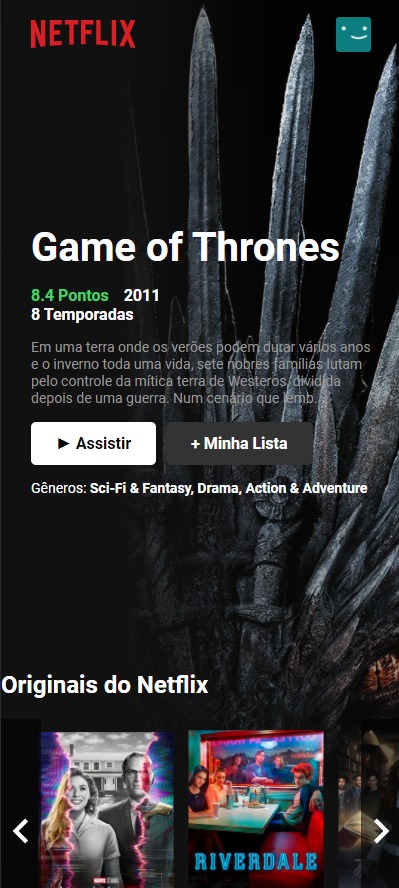 NETFLIX
Game of Thrones
8.4 Pontos 2011
8 Temporadas
Em uma terra onde os verões podem durar vários anos
e o inverno toda uma vida, sete nobres famílias lutam
pelo controle da mítica terra de Westeros, dividida
depois de uma guerra. Num cenário que lemb...
► Assistir
+ Minha Lista
Gêneros: Sci-Fi & Fantasy, Drama, Action & Adventure
Originais do Netflix
MARVEL STUDIOS
RIVERDALE